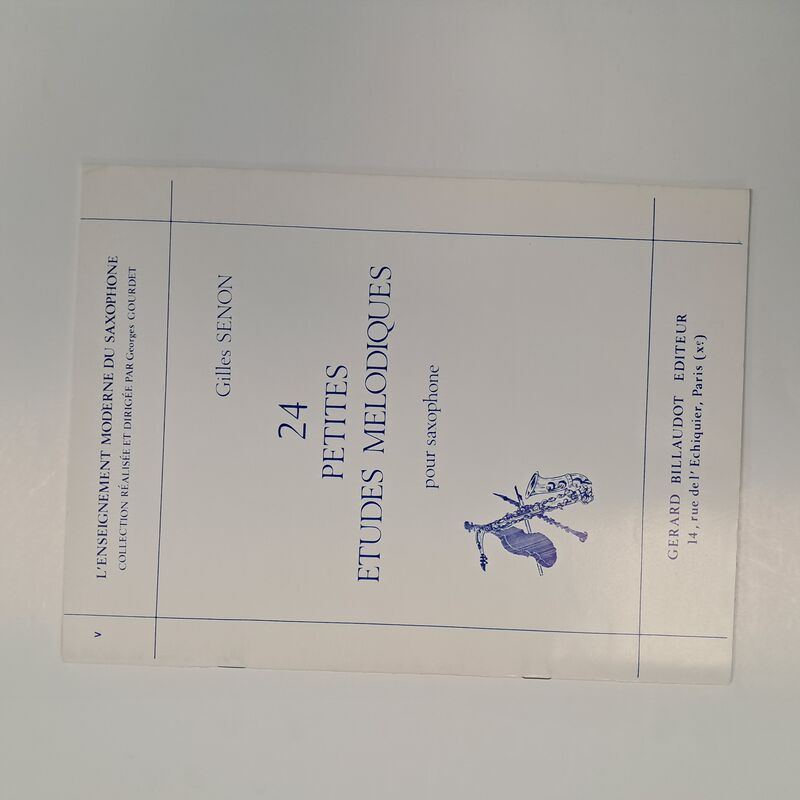 V
L'ENSEIGNEMENT MODERNE DU SAXOPHONE
COLLECTION RÉALISÉE ET DIRIGÉE PAR Georges GOURDET
Gilles SENON
24
PETITES
ETUDES MELODIQUES
pour saxophone
GERARD BILLAUDOT EDITEUR
14, rue de l'Echiquier, Paris (xe)